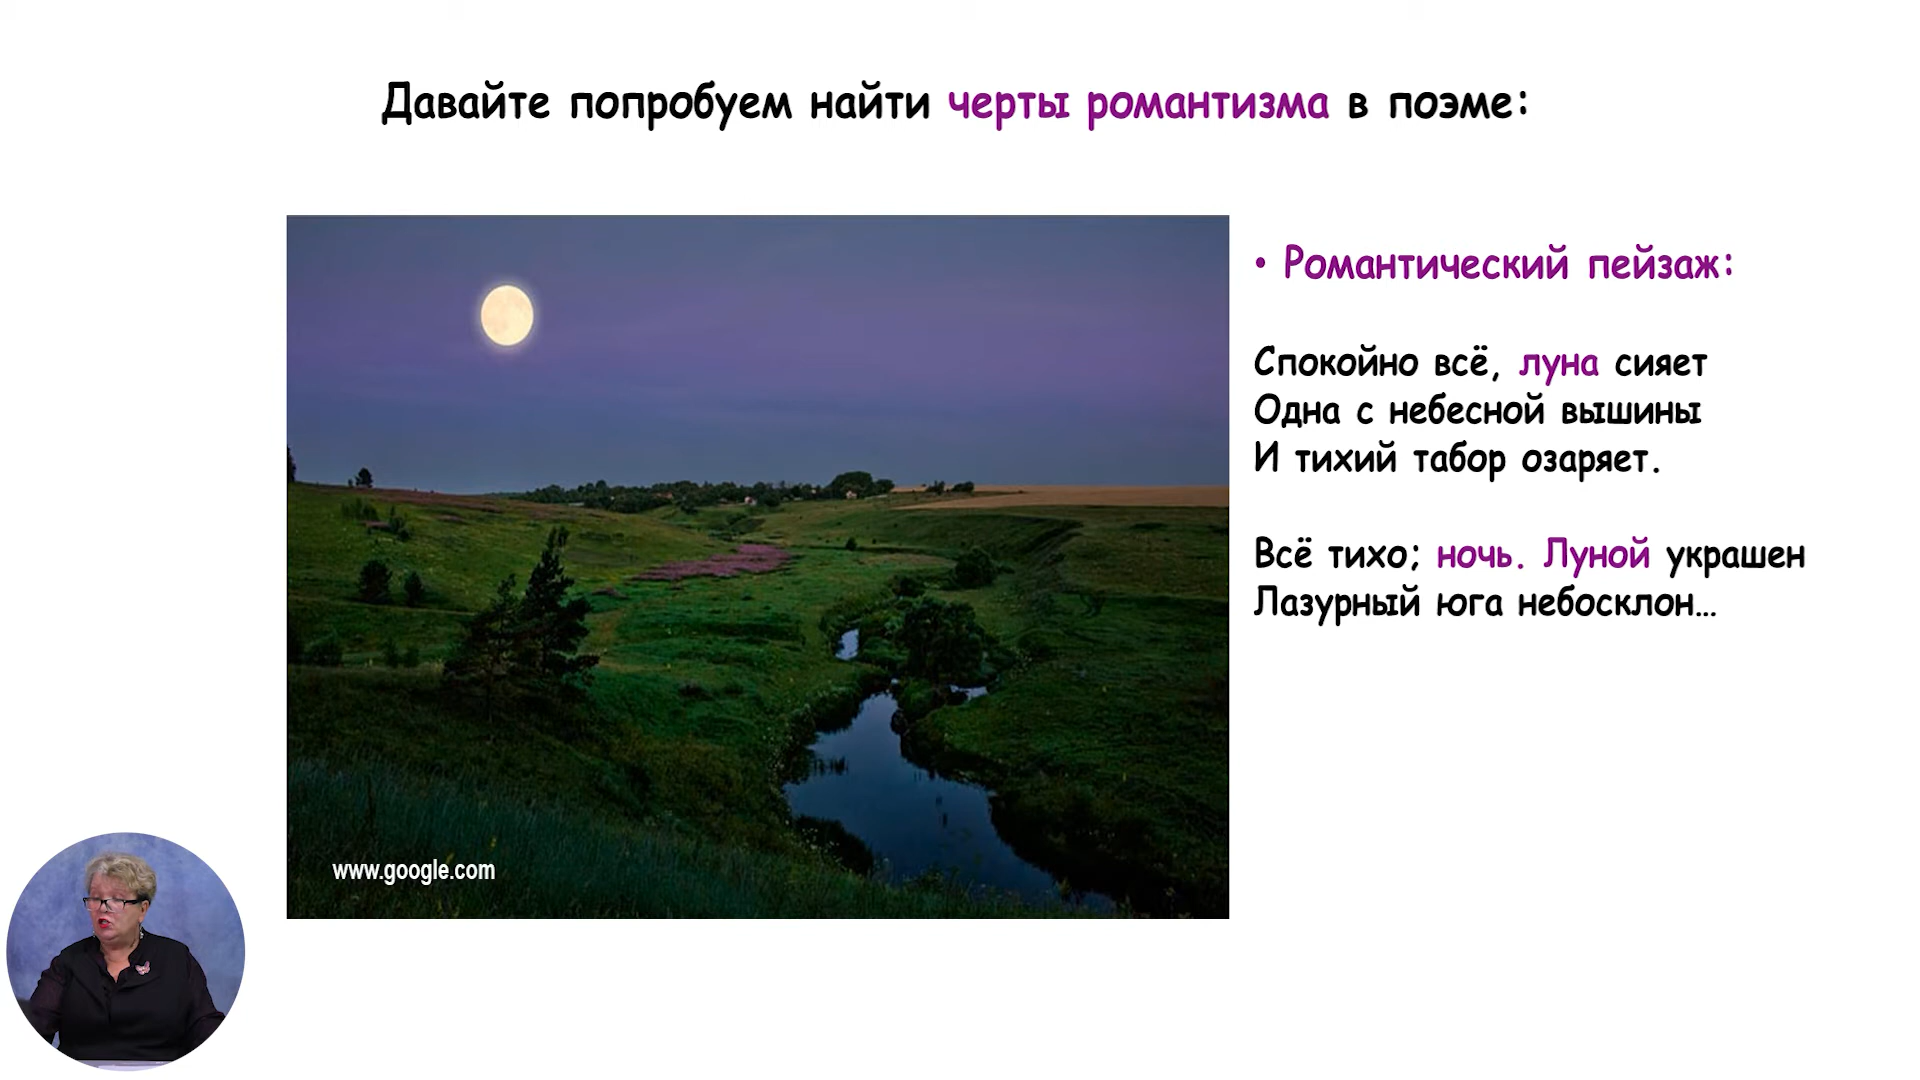 Давайте попробуем найти черты романтизма в поэме:
• Романтический пейзаж:
Спокойно всё, луна сияет
Одна с небесной вышины
И тихий табор озаряет.
Всё тихо; ночь. Луной украшен
Лазурный юга небосклон...
www.google.com